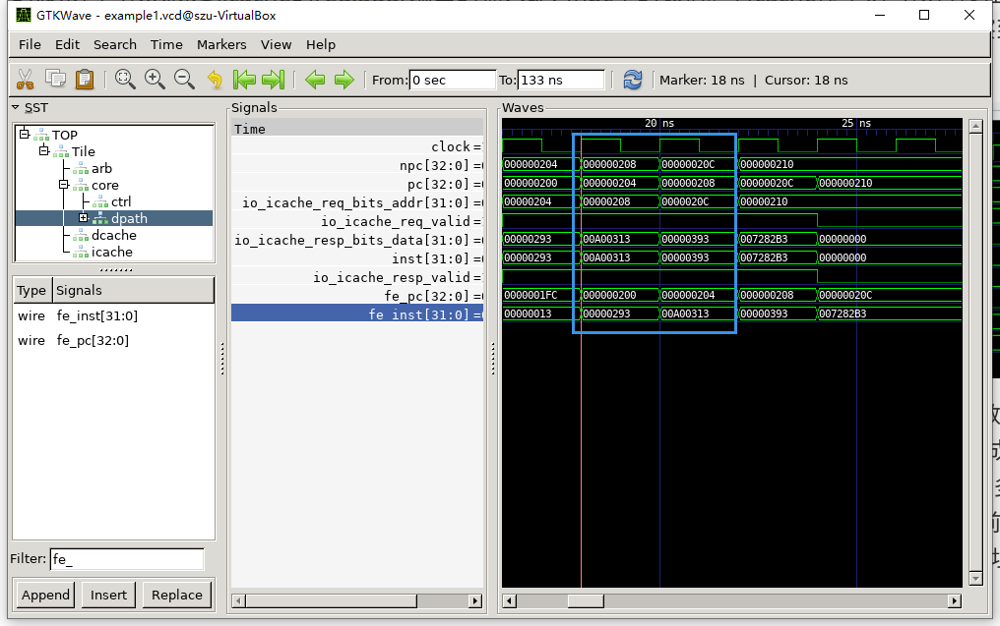 GTKWave - example1.vcd@szu-VirtualBox
File Edit Search Time Markers View Help
From: 0 sec To: 133 ns Marker: 18 ns | Cursor: 18 ns
SST
TOP
Tile
arb
core
ctrl
dpath
dcache
icache
Type Signals
wire fe_inst[31:0]
wire fe_pc[32:0]
Filter: fe_
Append Insert Replace
Signals
Time
clock =
npc[32:0] =
pc[32:0] =
io_icache_req_bits_addr[31:0] =
io_icache_req_valid =
io_icache_resp_bits_data[31:0] =
inst[31:0] =
io_icache_resp_valid =
fe_pc[32:0] =
fe_inst[31:0] =
Waves
20 ns 25 ns
000000204 000000208 00000020C 000000210
000000200 000000204 000000208 00000020C 000000210
00000204 00000208 0000020C 00000210
00000293 00A00313 00000393 007282B3 00000000
00000293 00A00313 00000393 007282B3 00000000
0000001FC 000000200 000000204 000000208 00000020C
00000013 00000293 00A00313 00000393 007282B3